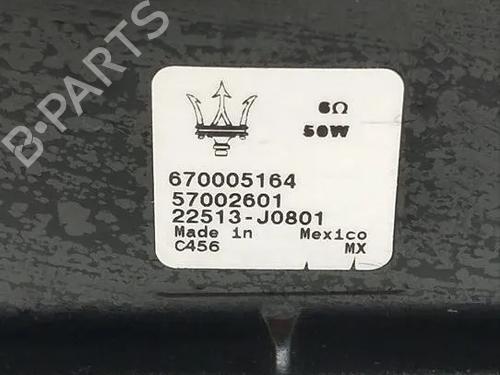 B-PARTS
6Ω
50W
670005164
57002601
22513-J0801
Made in Mexico
C456 MX